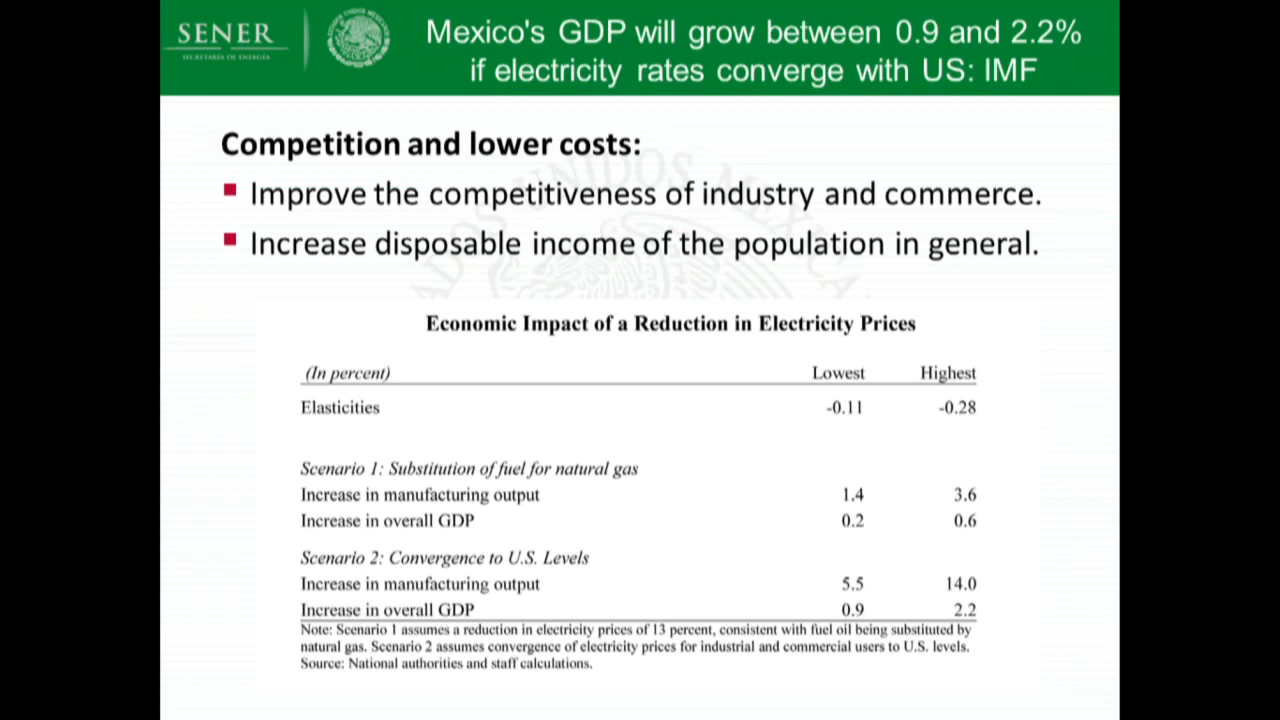 SENER
SECRETARÍA DE ENERGÍA
Mexico's GDP will grow between 0.9 and 2.2%
if electricity rates converge with US: IMF
Competition and lower costs:
Improve the competitiveness of industry and commerce.
Increase disposable income of the population in general.
Economic Impact of a Reduction in Electricity Prices
(In percent) Lowest Highest
Elasticities -0.11 -0.28
Scenario 1: Substitution of fuel for natural gas
Increase in manufacturing output 1.4 3.6
Increase in overall GDP 0.2 0.6
Scenario 2: Convergence to U.S. Levels
Increase in manufacturing output 5.5 14.0
Increase in overall GDP 0.9 2.2
Note: Scenario 1 assumes a reduction in electricity prices of 13 percent, consistent with fuel oil being substituted by
natural gas. Scenario 2 assumes convergence of electricity prices for industrial and commercial users to U.S. levels.
Source: National authorities and staff calculations.